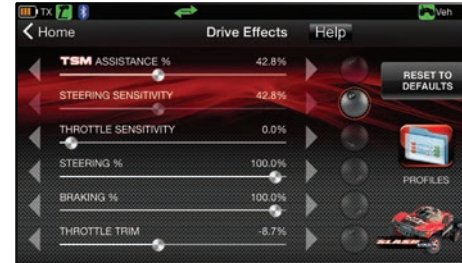 TX Veh
Home Drive Effects Help
TSM ASSISTANCE % 42.8%
STEERING SENSITIVITY 42.8%
THROTTLE SENSITIVITY 0.0%
STEERING % 100.0%
BRAKING % 100.0%
THROTTLE TRIM -8.7%
RESET TO
DEFAULTS
PROFILES
SLASH